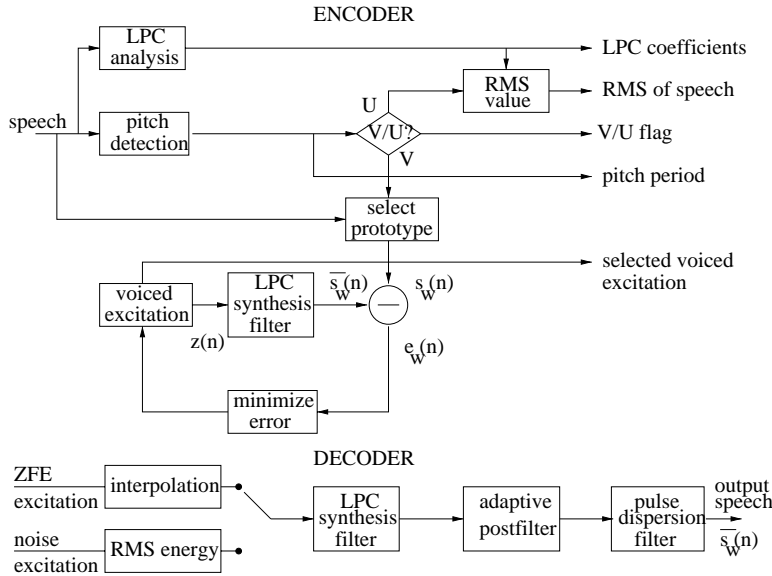 ENCODER
LPC
analysis
LPC coefficients
RMS
value
RMS of speech
U
speech
pitch
detection
V/U?
V/U flag
V
pitch period
select
prototype
selected voiced
excitation
voiced
excitation
LPC
synthesis
filter
z(n)
s̅_w(n)
—
s_w(n)
e_w(n)
minimize
error
DECODER
ZFE
excitation
interpolation
noise
excitation
RMS energy
LPC
synthesis
filter
adaptive
postfilter
pulse
dispersion
filter
output
speech
s̅_w(n)